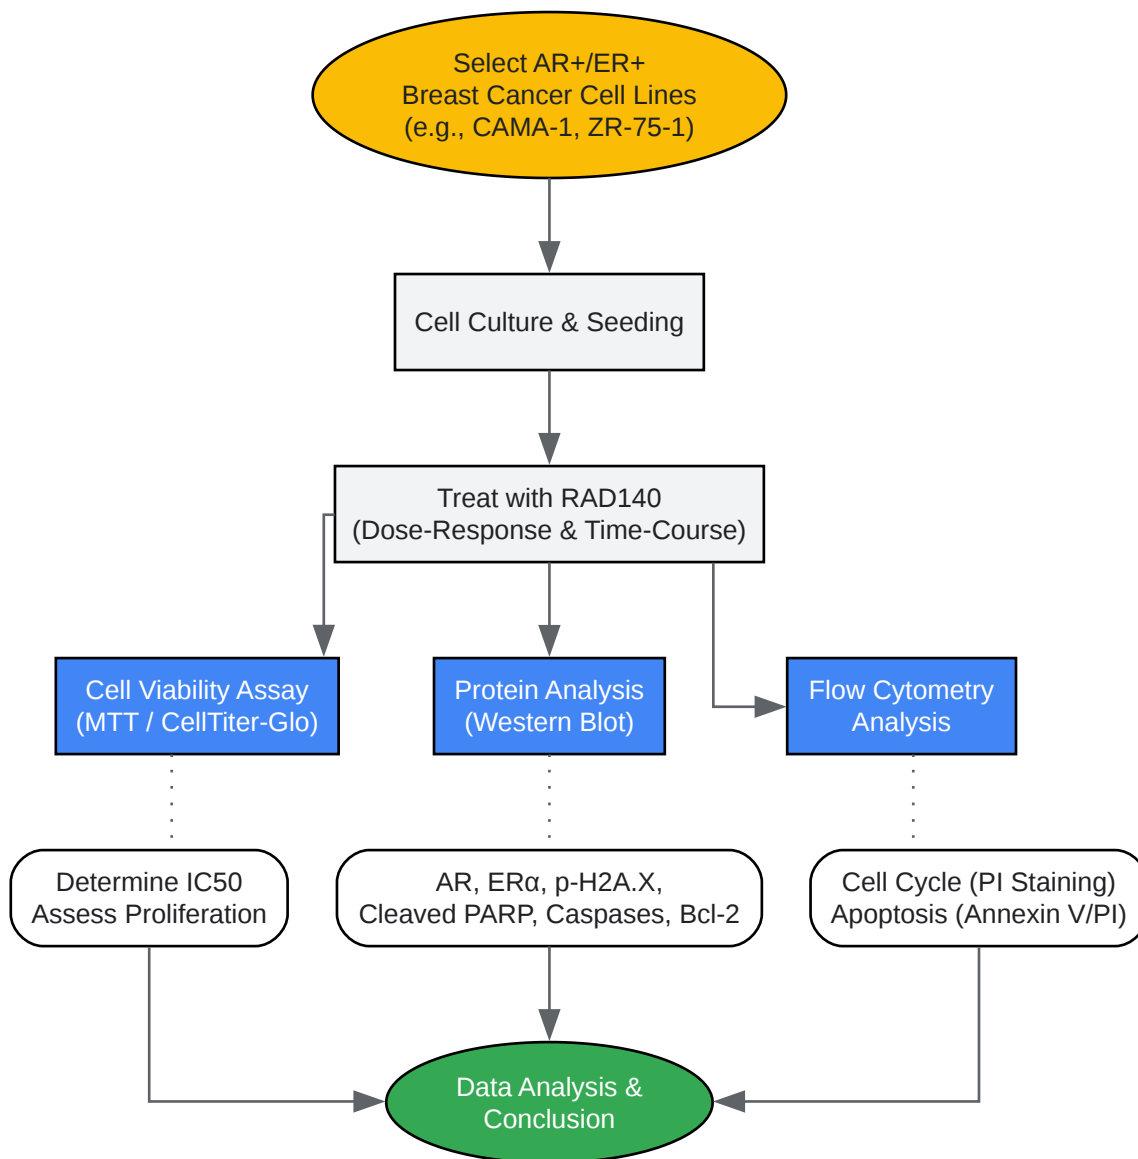 Select AR+/ER+
Breast Cancer Cell Lines
(e.g., CAMA-1, ZR-75-1)
Cell Culture & Seeding
Treat with RAD140
(Dose-Response & Time-Course)
Cell Viability Assay
(MTT / CellTiter-Glo)
Protein Analysis
(Western Blot)
Flow Cytometry
Analysis
Determine IC50
Assess Proliferation
AR, ERα, p-H2A.X,
Cleaved PARP, Caspases, Bcl-2
Cell Cycle (PI Staining)
Apoptosis (Annexin V/PI)
Data Analysis &
Conclusion